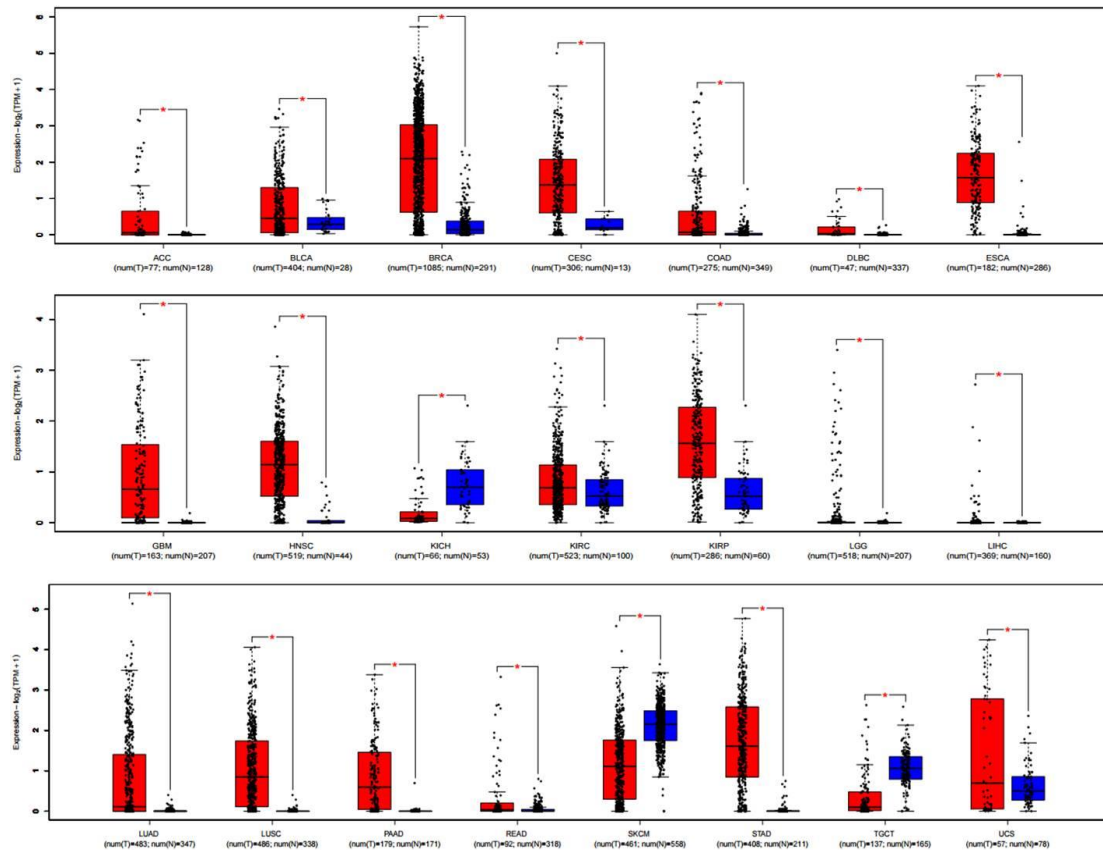 Expression−log₂(TPM+1)
6
5
4
3
2
1
0
* * * * * * *
ACC BLCA BRCA CESC COAD DLBC ESCA
(num(T)=77; num(N)=128) (num(T)=404; num(N)=28) (num(T)=1085; num(N)=291) (num(T)=306; num(N)=13) (num(T)=275; num(N)=349) (num(T)=47; num(N)=337) (num(T)=182; num(N)=286)
Expression−log₂(TPM+1)
4
3
2
1
0
* * * * * * *
GBM HNSC KICH KIRC KIRP LGG LIHC
(num(T)=163; num(N)=207) (num(T)=519; num(N)=44) (num(T)=66; num(N)=53) (num(T)=523; num(N)=100) (num(T)=286; num(N)=60) (num(T)=518; num(N)=207) (num(T)=369; num(N)=160)
Expression−log₂(TPM+1)
5
4
3
2
1
0
* * * * * * * *
LUAD LUSC PAAD READ SKCM STAD TGCT UCS
(num(T)=483; num(N)=347) (num(T)=486; num(N)=338) (num(T)=179; num(N)=171) (num(T)=92; num(N)=318) (num(T)=461; num(N)=558) (num(T)=408; num(N)=211) (num(T)=137; num(N)=165) (num(T)=57; num(N)=78)